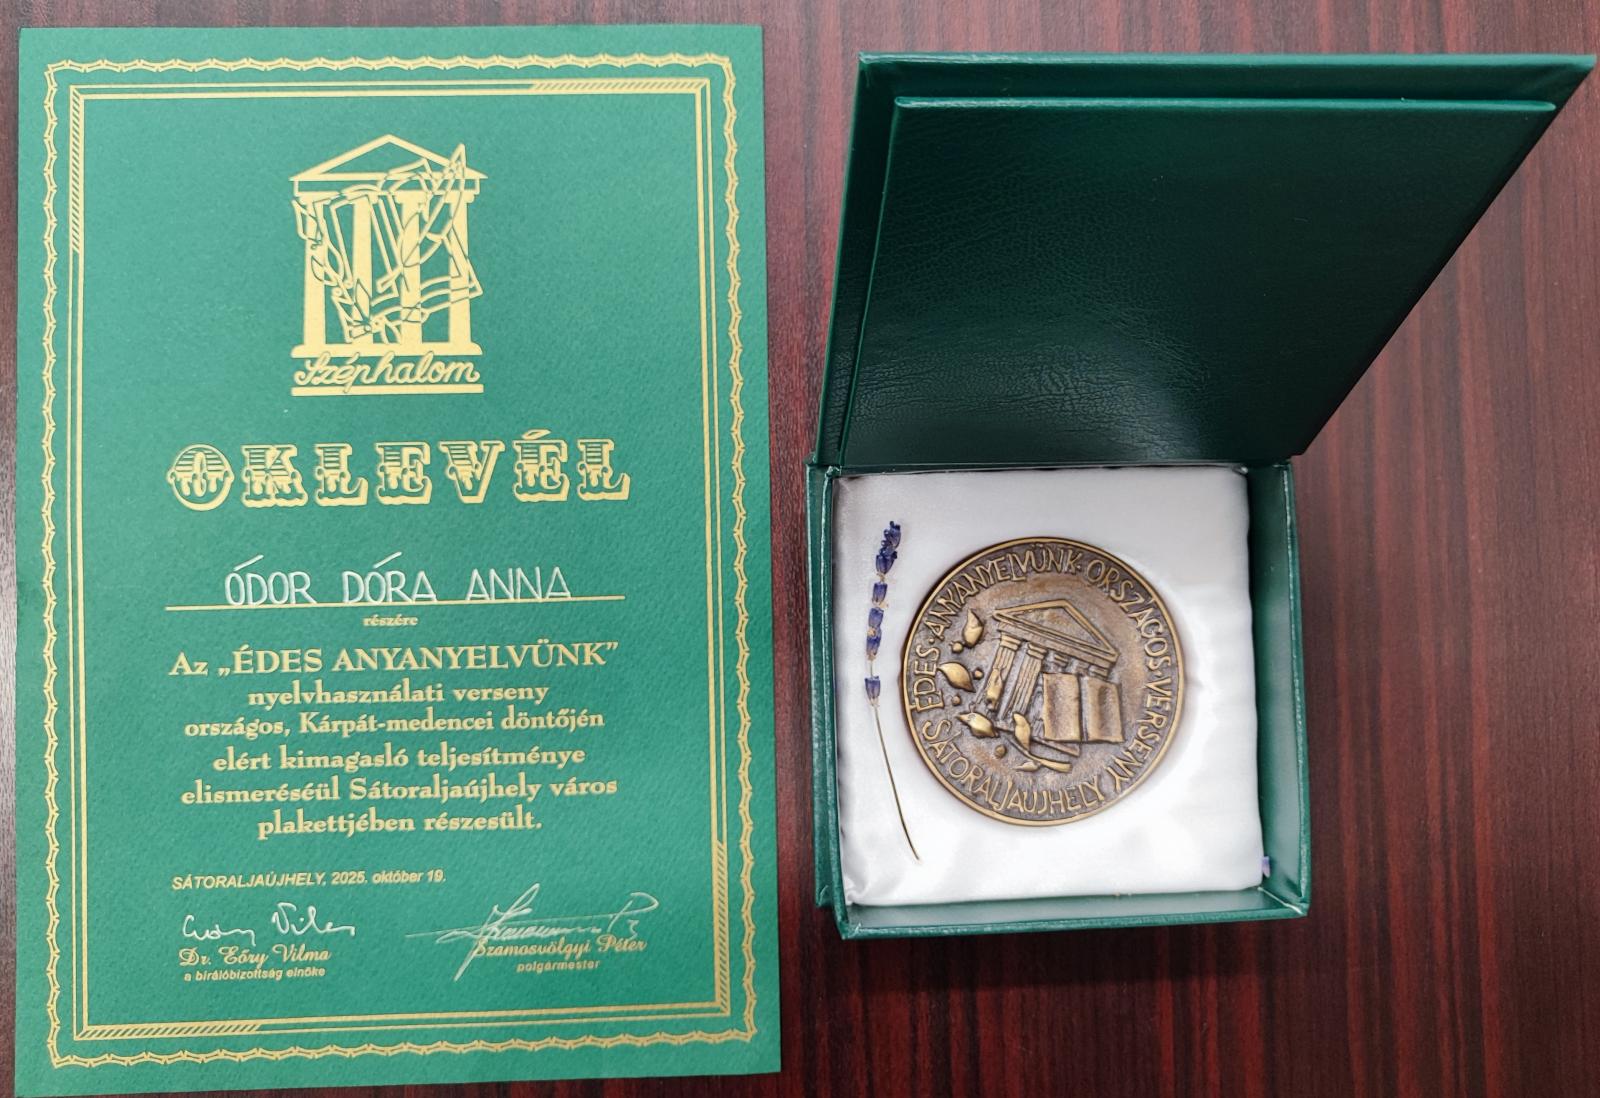 Széphalom
OKLEVÉL
ÓDOR DÓRA ANNA
részére
Az „ÉDES ANYANYELVÜNK”
nyelvhasználati verseny
országos, Kárpát-medencei döntőjén
elért kimagasló teljesítménye
elismeréséül Sátoraljaújhely város
plakettjében részesült.
SÁTORALJAÚJHELY, 2025. október 19.
Dr. Eőry Vilma
a bírálóbizottság elnöke
Szamosvölgyi Péter
polgármester
ÉDES·ANYANYELVÜNK·ORSZÁGOS·VERSENY
SÁTORALJAÚJHELY